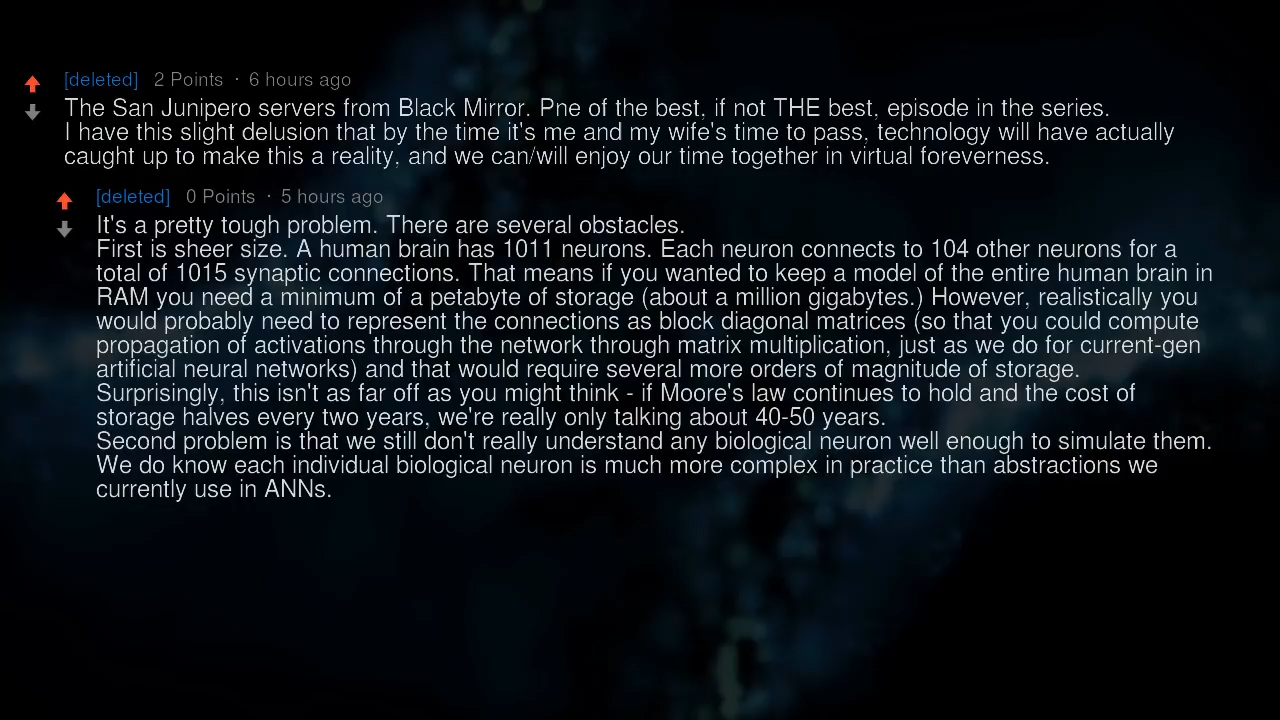 [deleted] 2 Points · 6 hours ago
The San Junipero servers from Black Mirror. Pne of the best, if not THE best, episode in the series.
I have this slight delusion that by the time it's me and my wife's time to pass, technology will have actually
caught up to make this a reality, and we can/will enjoy our time together in virtual foreverness.
[deleted] 0 Points · 5 hours ago
It's a pretty tough problem. There are several obstacles.
First is sheer size. A human brain has 1011 neurons. Each neuron connects to 104 other neurons for a
total of 1015 synaptic connections. That means if you wanted to keep a model of the entire human brain in
RAM you need a minimum of a petabyte of storage (about a million gigabytes.) However, realistically you
would probably need to represent the connections as block diagonal matrices (so that you could compute
propagation of activations through the network through matrix multiplication, just as we do for current-gen
artificial neural networks) and that would require several more orders of magnitude of storage.
Surprisingly, this isn't as far off as you might think - if Moore's law continues to hold and the cost of
storage halves every two years, we're really only talking about 40-50 years.
Second problem is that we still don't really understand any biological neuron well enough to simulate them.
We do know each individual biological neuron is much more complex in practice than abstractions we
currently use in ANNs.